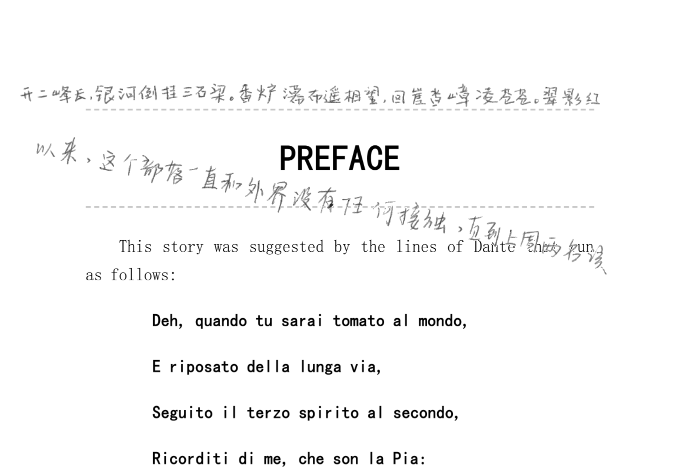 开二峰长,银河倒挂三石梁。香炉瀑布遥相望,回崖沓嶂凌苍苍。翠影红
PREFACE
以来,这个部落一直和外界没有任何接触,直到上周两名该
This story was suggested by the lines of Dante that run
as follows:
Deh, quando tu sarai tomato al mondo,
E riposato della lunga via,
Seguito il terzo spirito al secondo,
Ricorditi di me, che son la Pia: